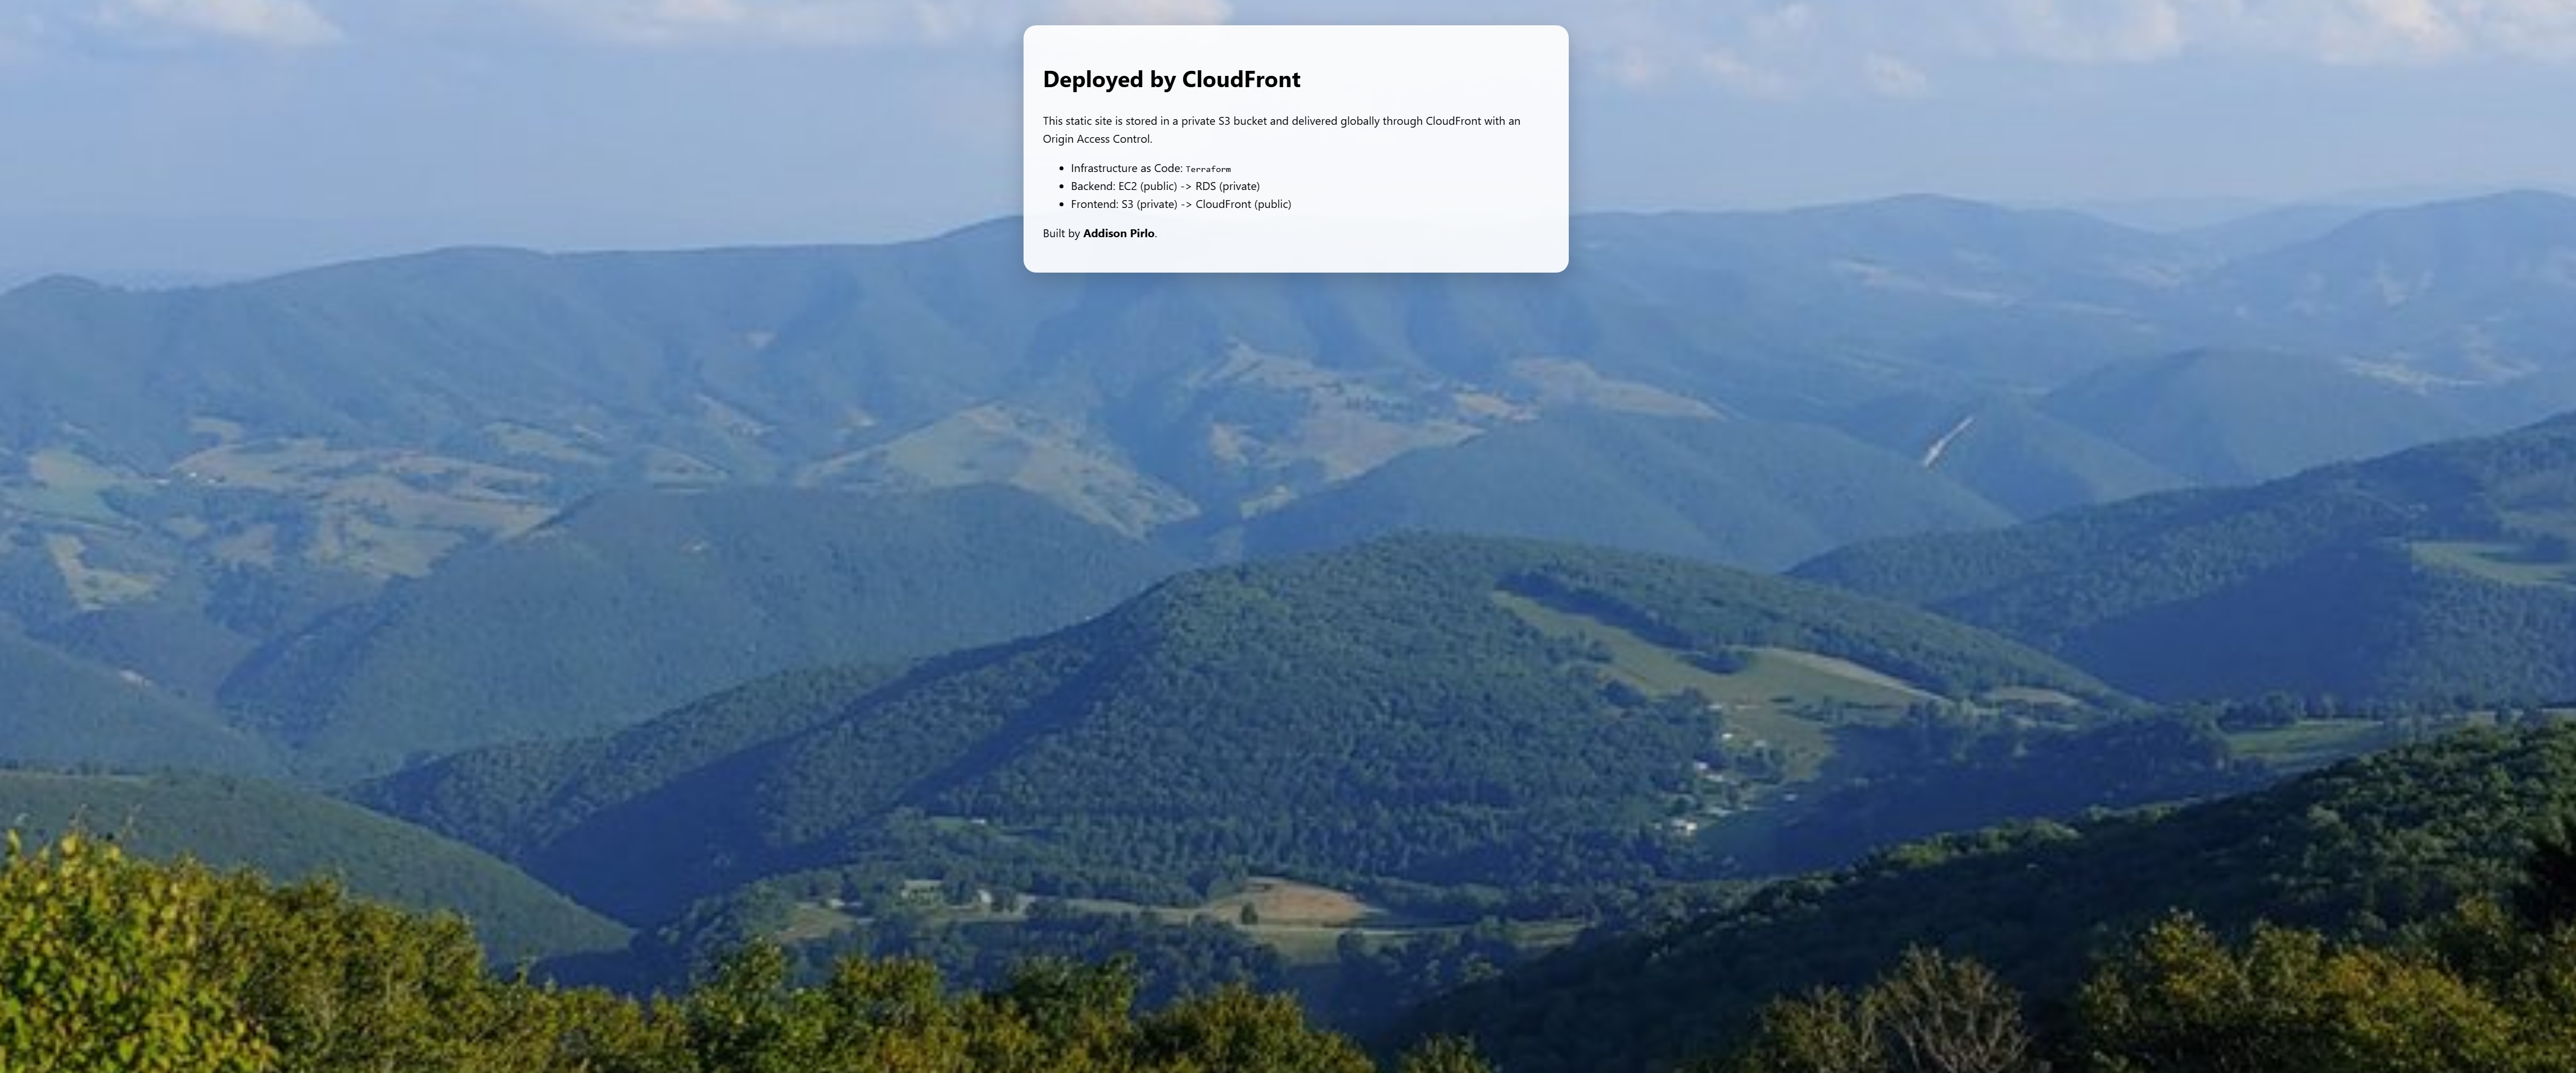 Deployed by CloudFront
This static site is stored in a private S3 bucket and delivered globally through CloudFront with an
Origin Access Control.
• Infrastructure as Code: Terraform
• Backend: EC2 (public) -> RDS (private)
• Frontend: S3 (private) -> CloudFront (public)
Built by Addison Pirlo.